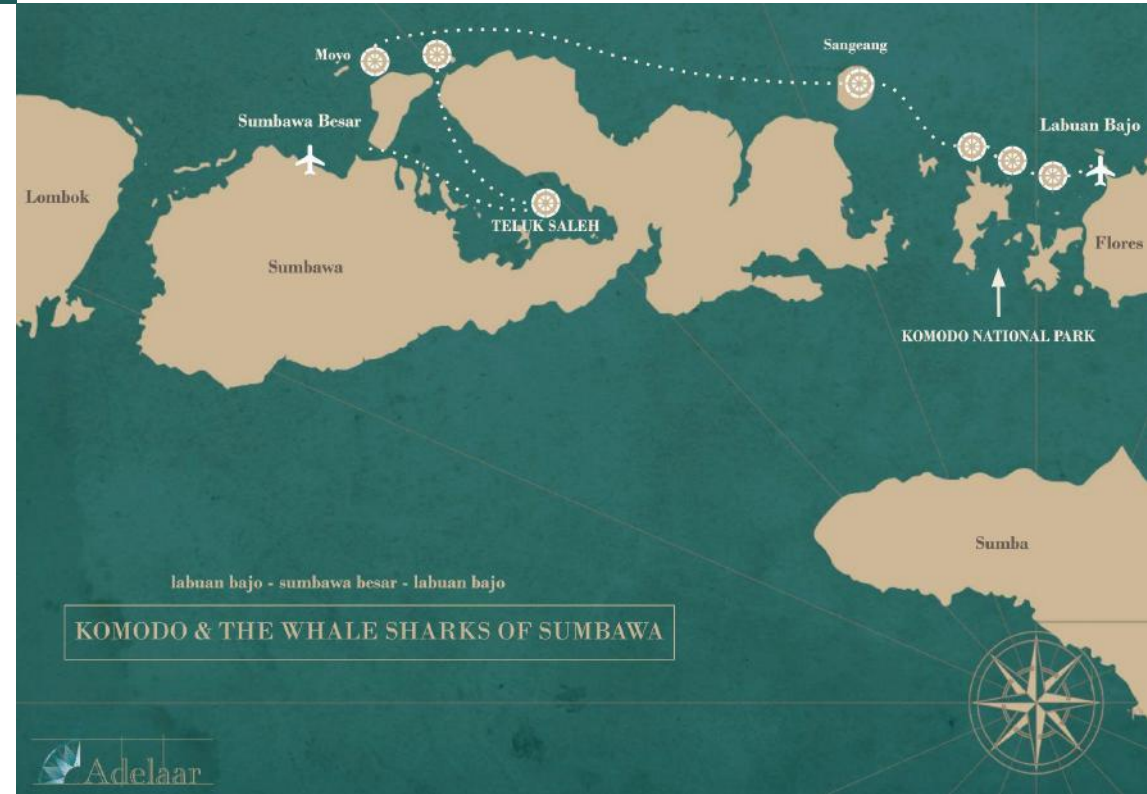 Moyo
Sangeang
Sumbawa Besar
Labuan Bajo
Lombok
TELUK SALEH
Flores
Sumbawa
KOMODO NATIONAL PARK
Sumba
labuan bajo - sumbawa besar - labuan bajo
KOMODO & THE WHALE SHARKS OF SUMBAWA
Adelaar